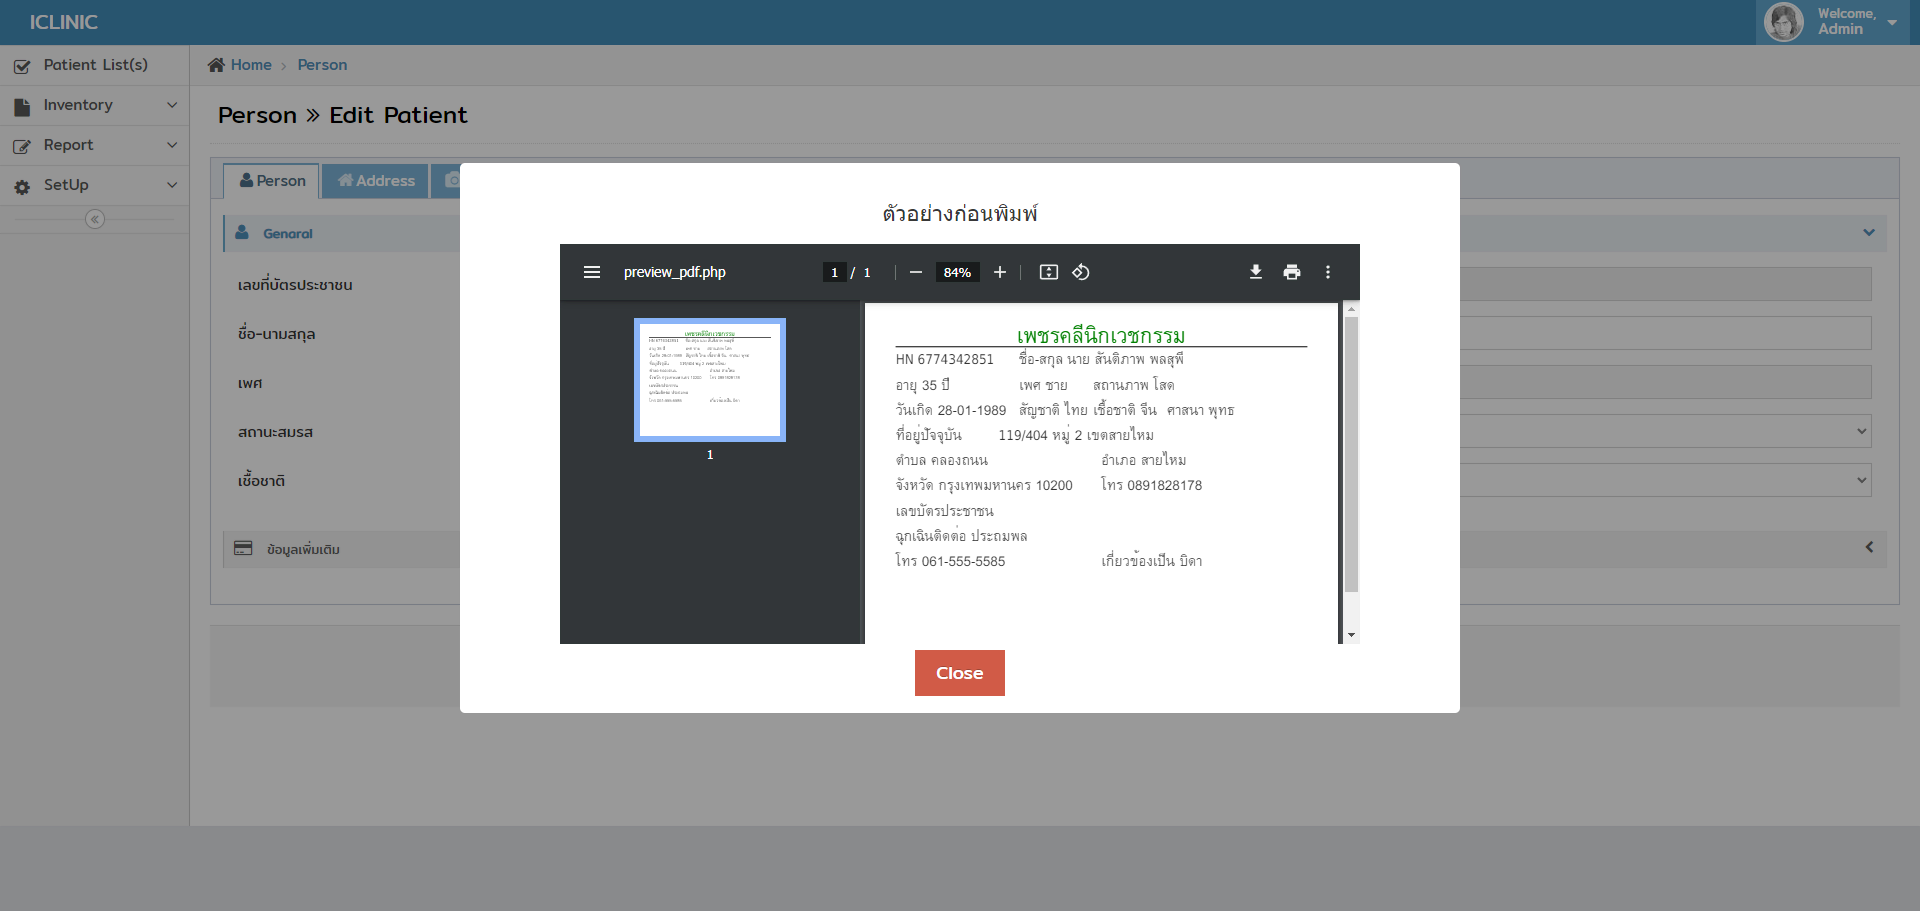 ICLINIC
Welcome,
Admin
Patient List(s)
Inventory
Report
SetUp
Home › Person
Person » Edit Patient
Person
Address
Genaral
เลขที่บัตรประชาชน
ชื่อ-นามสกุล
เพศ
สถานะสมรส
เชื้อชาติ
ข้อมูลเพิ่มเติม
ตัวอย่างก่อนพิมพ์
preview_pdf.php
1 / 1
84%
1
เพชรคลีนิกเวชกรรม
HN 6774342851 ชื่อ-สกุล นาย สันติภาพ พลสุพี
อายุ 35 ปี เพศ ชาย สถานภาพ โสด
วันเกิด 28-01-1989 สัญชาติ ไทย เชื้อชาติ จีน ศาสนา พุทธ
ที่อยู่ปัจจุบัน 119/404 หมู่ 2 เขตสายไหม
ตำบล คลองถนน อำเภอ สายไหม
จังหวัด กรุงเทพมหานคร 10200 โทร 0891828178
เลขบัตรประชาชน
ฉุกเฉินติดต่อ ประถมพล
โทร 061-555-5585 เกี่ยวข้องเป็น บิดา
Close